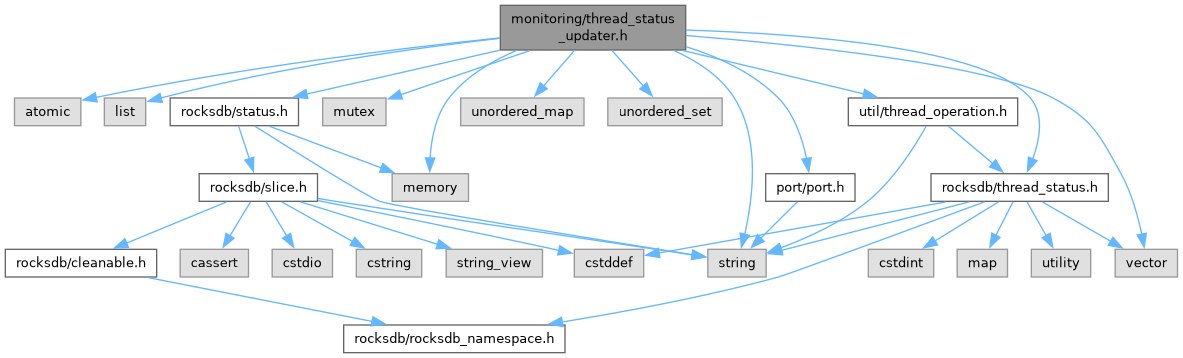 monitoring/thread_status
_updater.h
atomic
list
rocksdb/status.h
mutex
unordered_map
unordered_set
util/thread_operation.h
rocksdb/slice.h
memory
port/port.h
rocksdb/thread_status.h
rocksdb/cleanable.h
cassert
cstdio
cstring
string_view
cstddef
string
cstdint
map
utility
vector
rocksdb/rocksdb_namespace.h